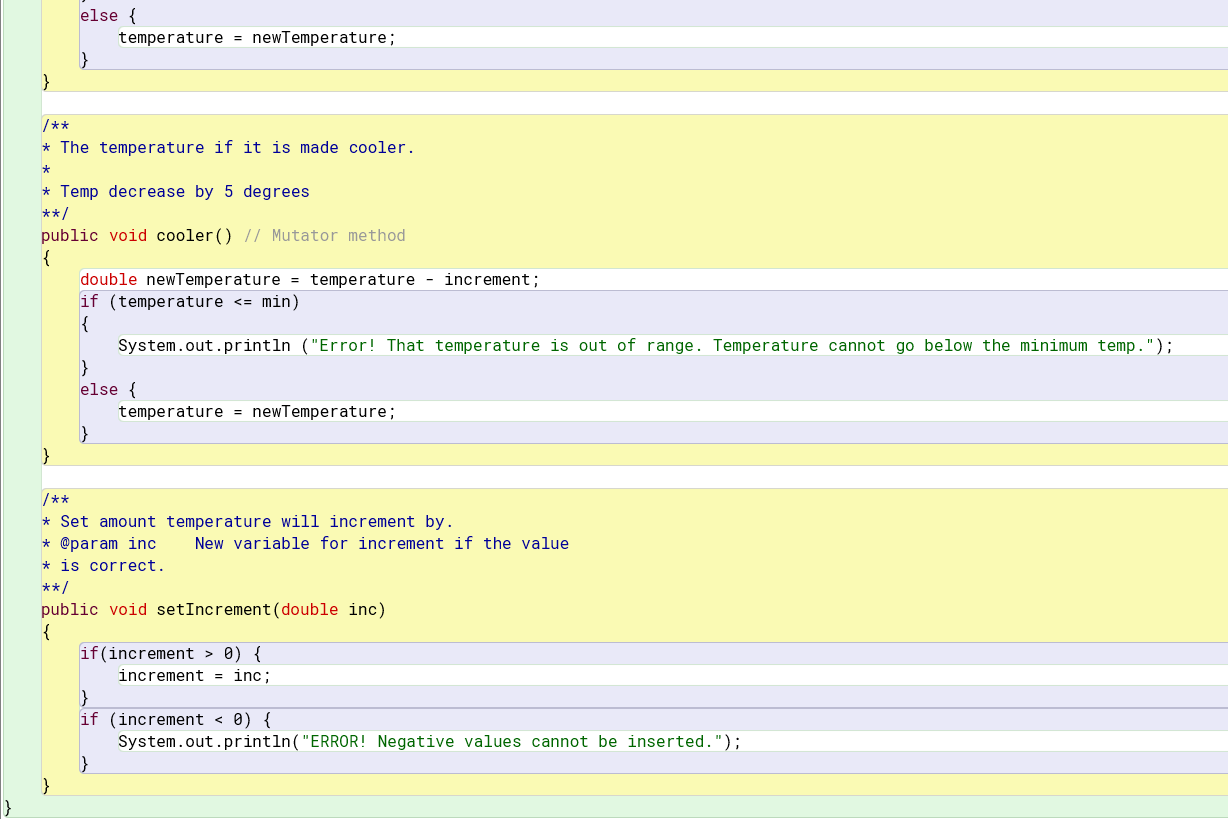 else {
temperature = newTemperature;
}
}
/**
* The temperature if it is made cooler.
*
* Temp decrease by 5 degrees
**/
public void cooler() // Mutator method
{
double newTemperature = temperature - increment;
if (temperature <= min)
{
System.out.println ("Error! That temperature is out of range. Temperature cannot go below the minimum temp.");
}
else {
temperature = newTemperature;
}
}
/**
* Set amount temperature will increment by.
* @param inc    New variable for increment if the value
* is correct.
**/
public void setIncrement(double inc)
{
if(increment > 0) {
increment = inc;
}
if (increment < 0) {
System.out.println("ERROR! Negative values cannot be inserted.");
}
}
}